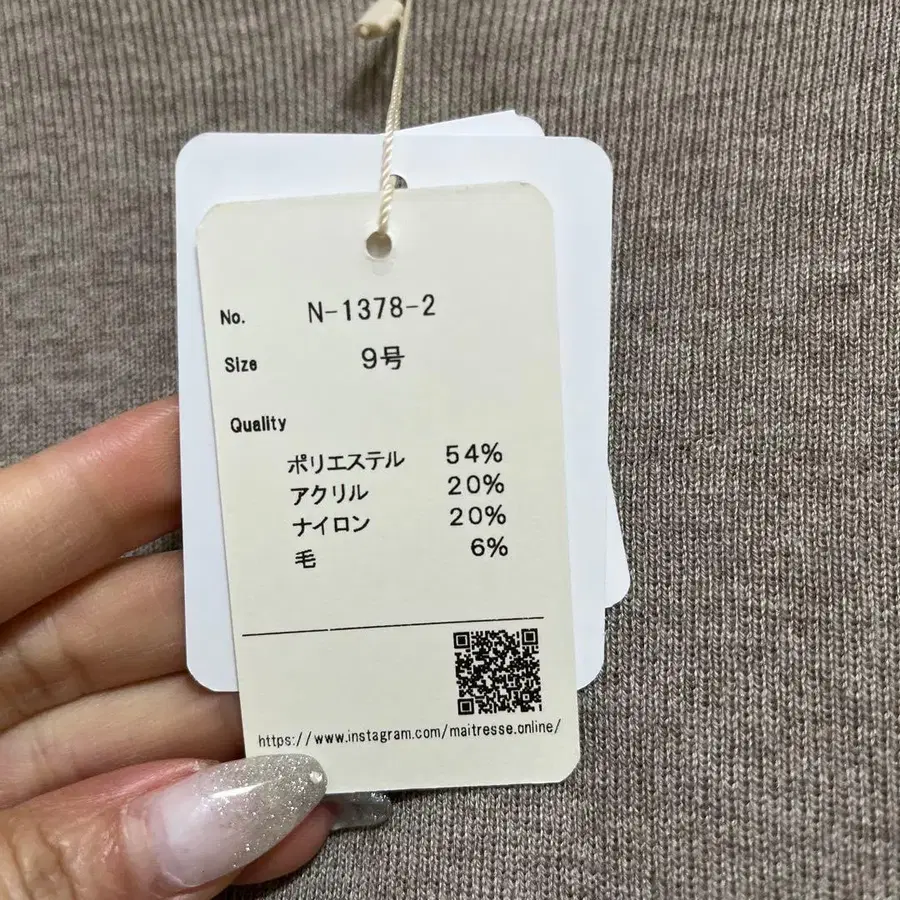 No. N-1378-2
Size 9号
Quality
ポリエステル 54%
アクリル 20%
ナイロン 20%
毛 6%
https://www.instagram.com/maitresse.online/